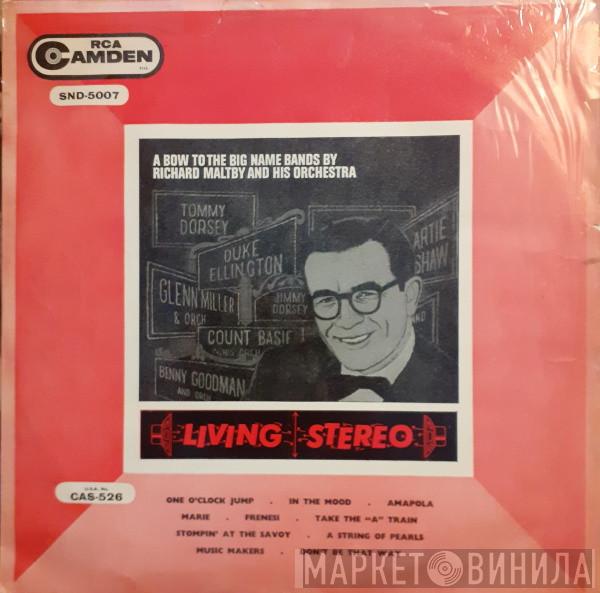 RCA
CAMDEN
SND-5007
A BOW TO THE BIG NAME BANDS BY
RICHARD MALTBY AND HIS ORCHESTRA
TOMMY
DORSEY
DUKE
ELLINGTON
ARTIE
SHAW
GLENN MILLER
& ORCH
JIMMY
DORSEY
COUNT BASIE
BENNY GOODMAN
AND ORCH
LIVING STEREO
U.S.A. No.
CAS-526
ONE O'CLOCK JUMP . IN THE MOOD . AMAPOLA
MARIE . FRENESI . TAKE THE "A" TRAIN
STOMPIN' AT THE SAVOY . A STRING OF PEARLS
MUSIC MAKERS . DON'T BE THAT WAY
МАРКЕТ ВИНИЛА